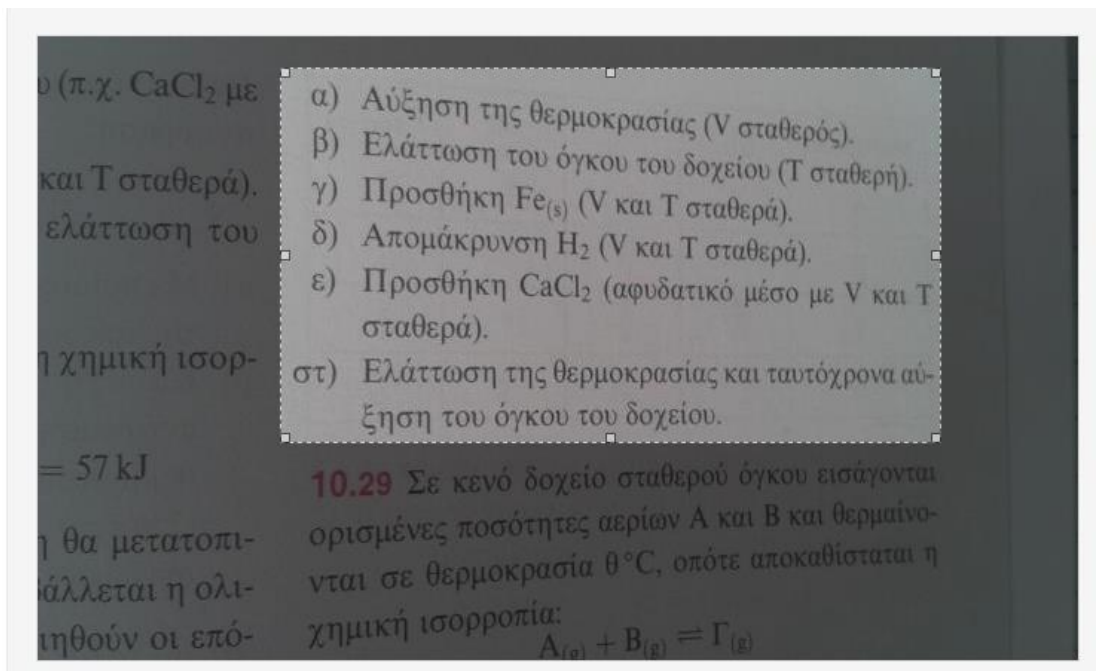 υ (π.χ. CaCl₂ με
και T σταθερά).
ελάττωση του
η χημική ισορ-
= 57 kJ
η θα μετατοπι-
βάλλεται η ολι-
ιηθούν οι επό-
α) Αύξηση της θερμοκρασίας (V σταθερός).
β) Ελάττωση του όγκου του δοχείου (T σταθερή).
γ) Προσθήκη Fe₍ₛ₎ (V και T σταθερά).
δ) Απομάκρυνση H₂ (V και T σταθερά).
ε) Προσθήκη CaCl₂ (αφυδατικό μέσο με V και T
σταθερά).
στ) Ελάττωση της θερμοκρασίας και ταυτόχρονα αύ-
ξηση του όγκου του δοχείου.
10.29 Σε κενό δοχείο σταθερού όγκου εισάγονται
ορισμένες ποσότητες αερίων A και B και θερμαίνο-
νται σε θερμοκρασία θ °C, οπότε αποκαθίσταται η
χημική ισορροπία:
A(g) + B(g) ⇌ Γ(g)